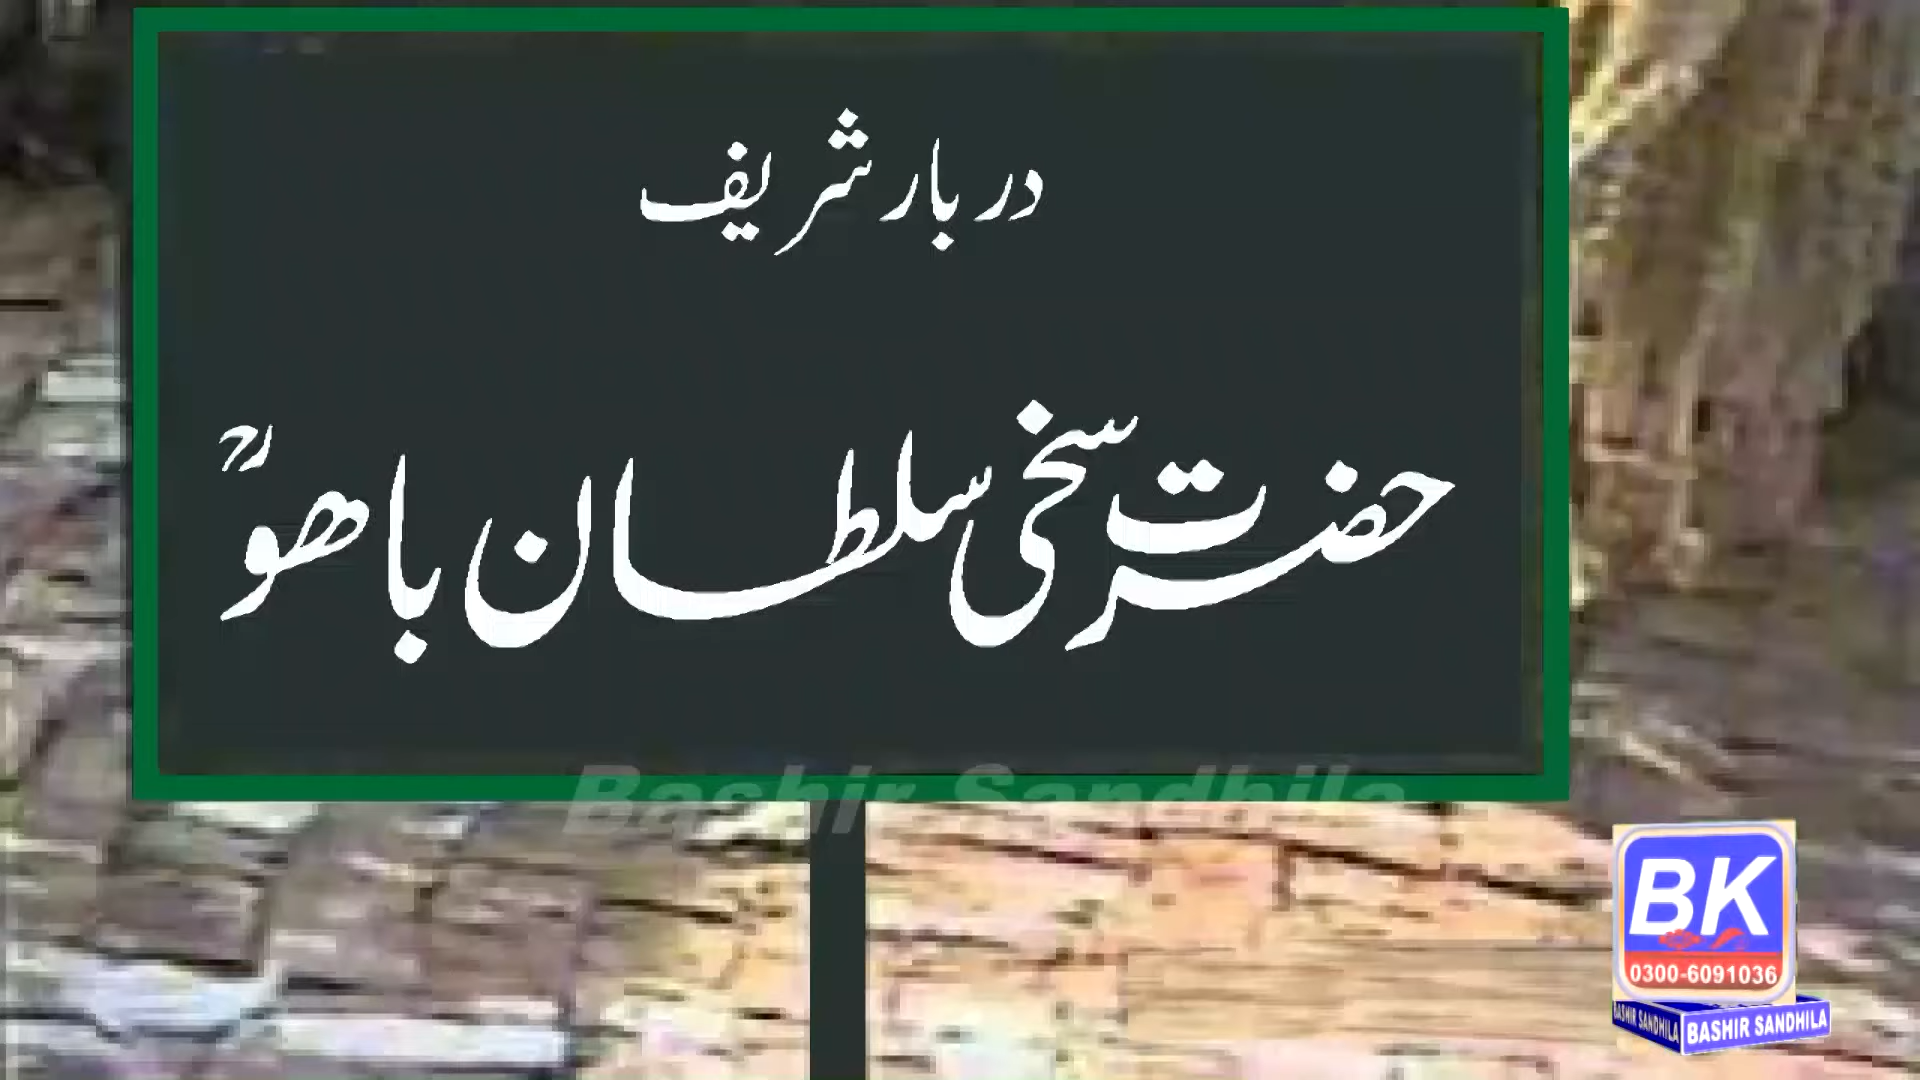 دربار شریف
حضرت سخی سلطان باھوؒ
Bashir Sandhila
BK
0300-6091036
BASHIR SANDHILA
BASHIR SANDHILA